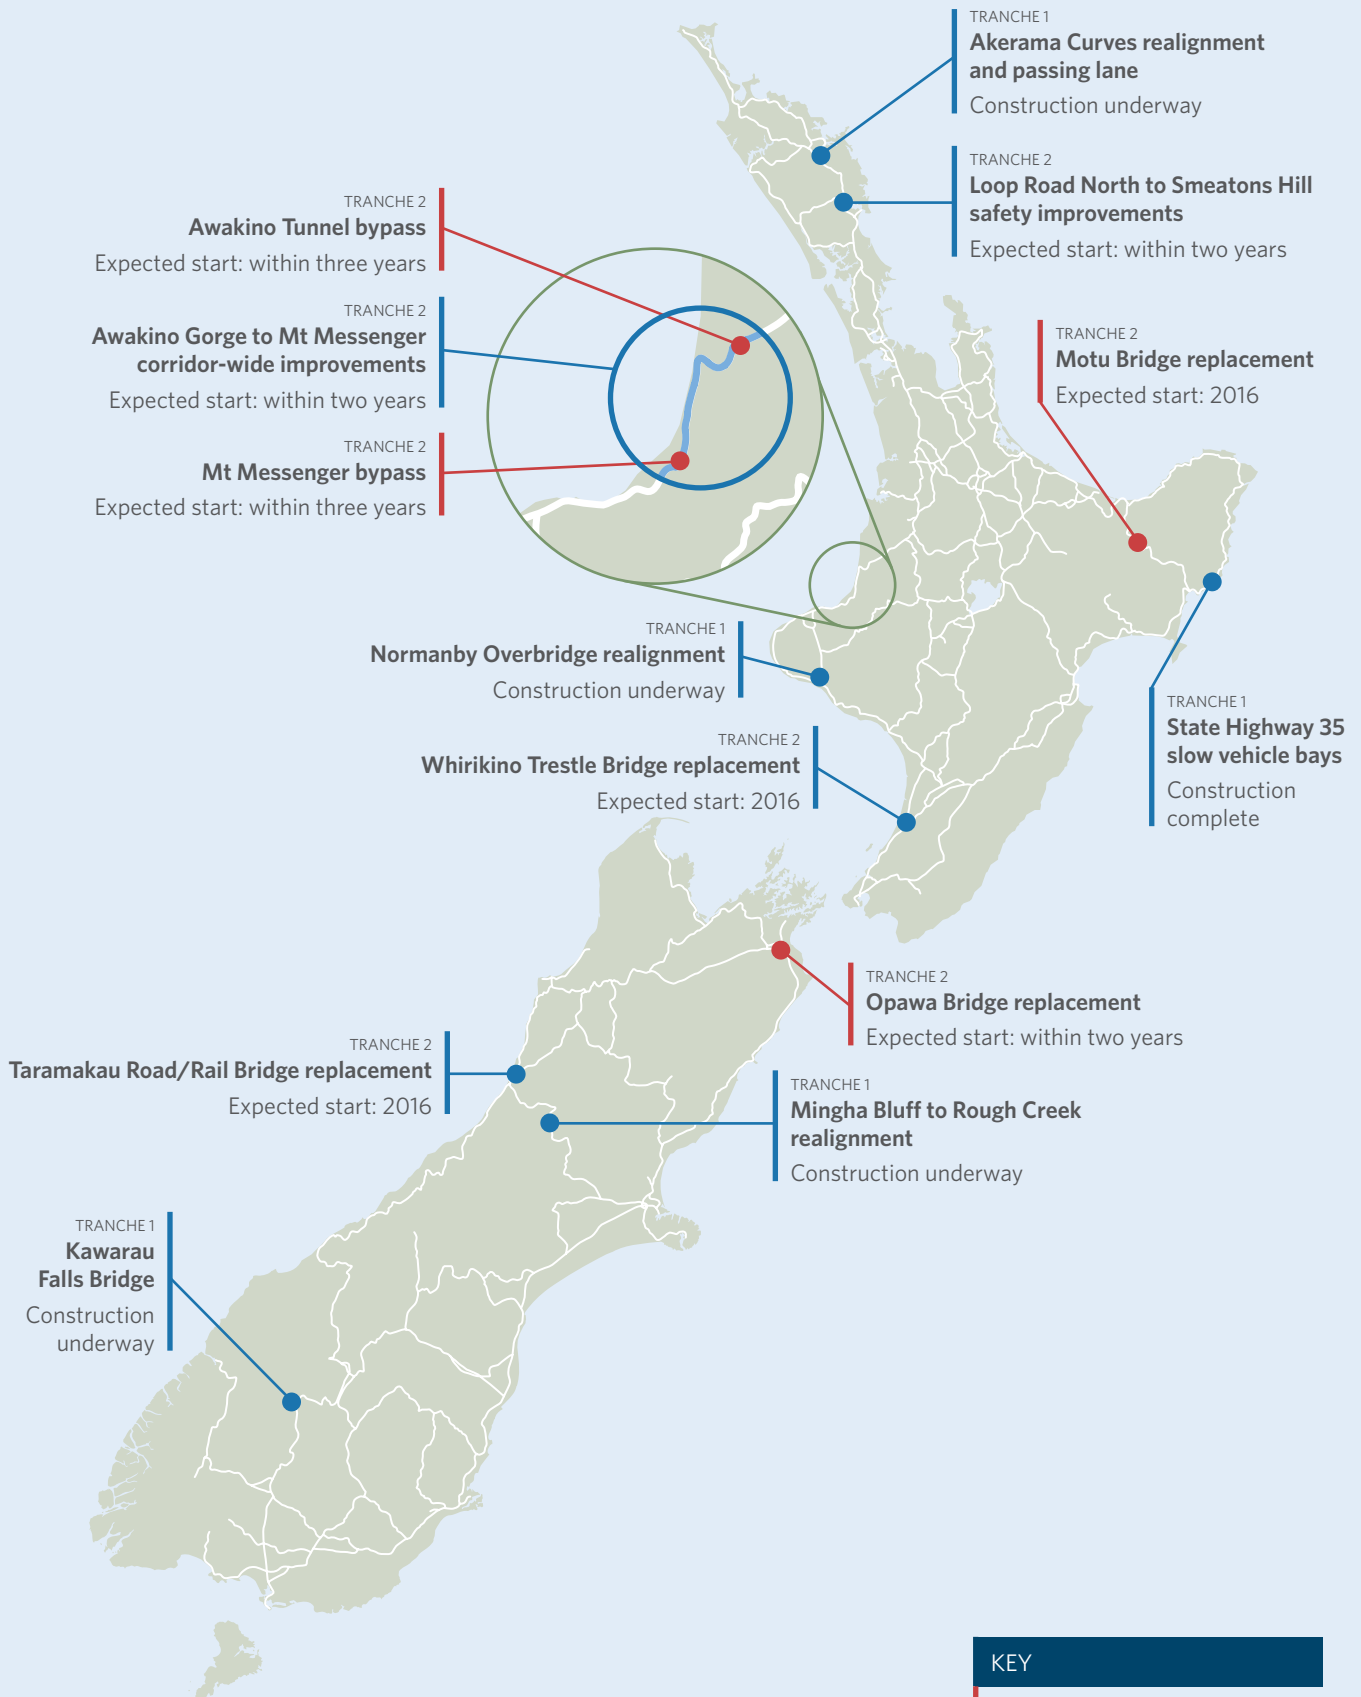 TRANCHE 1
Akerama Curves realignment
and passing lane
Construction underway
TRANCHE 2
Loop Road North to Smeatons Hill
safety improvements
Expected start: within two years
TRANCHE 2
Awakino Tunnel bypass
Expected start: within three years
TRANCHE 2
Awakino Gorge to Mt Messenger
corridor-wide improvements
Expected start: within two years
TRANCHE 2
Mt Messenger bypass
Expected start: within three years
TRANCHE 2
Motu Bridge replacement
Expected start: 2016
TRANCHE 1
Normanby Overbridge realignment
Construction underway
TRANCHE 1
State Highway 35
slow vehicle bays
Construction
complete
TRANCHE 2
Whirikino Trestle Bridge replacement
Expected start: 2016
TRANCHE 2
Opawa Bridge replacement
Expected start: within two years
TRANCHE 2
Taramakau Road/Rail Bridge replacement
Expected start: 2016
TRANCHE 1
Mingha Bluff to Rough Creek
realignment
Construction underway
TRANCHE 1
Kawarau
Falls Bridge
Construction
underway
KEY